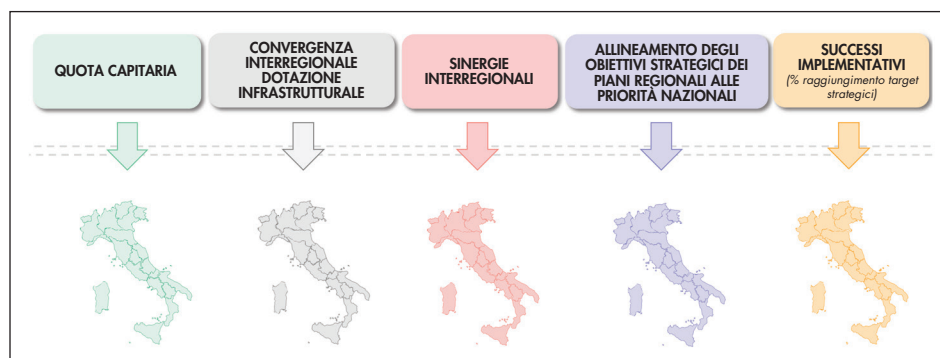 QUOTA CAPITARIA
CONVERGENZA
INTERREGIONALE
DOTAZIONE
INFRASTRUTTURALE
SINERGIE
INTERREGIONALI
ALLINEAMENTO DEGLI
OBIETTIVI STRATEGICI DEI
PIANI REGIONALI ALLE
PRIORITÀ NAZIONALI
SUCCESSI
IMPLEMENTATIVI
(% raggiungimento target
strategici)